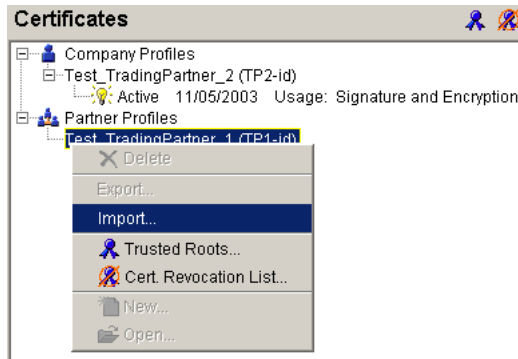 Certificates
Company Profiles
Test_TradingPartner_2 (TP2-id)
Active 11/05/2003 Usage: Signature and Encryption
Partner Profiles
Test_TradingPartner_1 (TP1-id)
Delete
Export...
Import...
Trusted Roots...
Cert. Revocation List...
New...
Open...